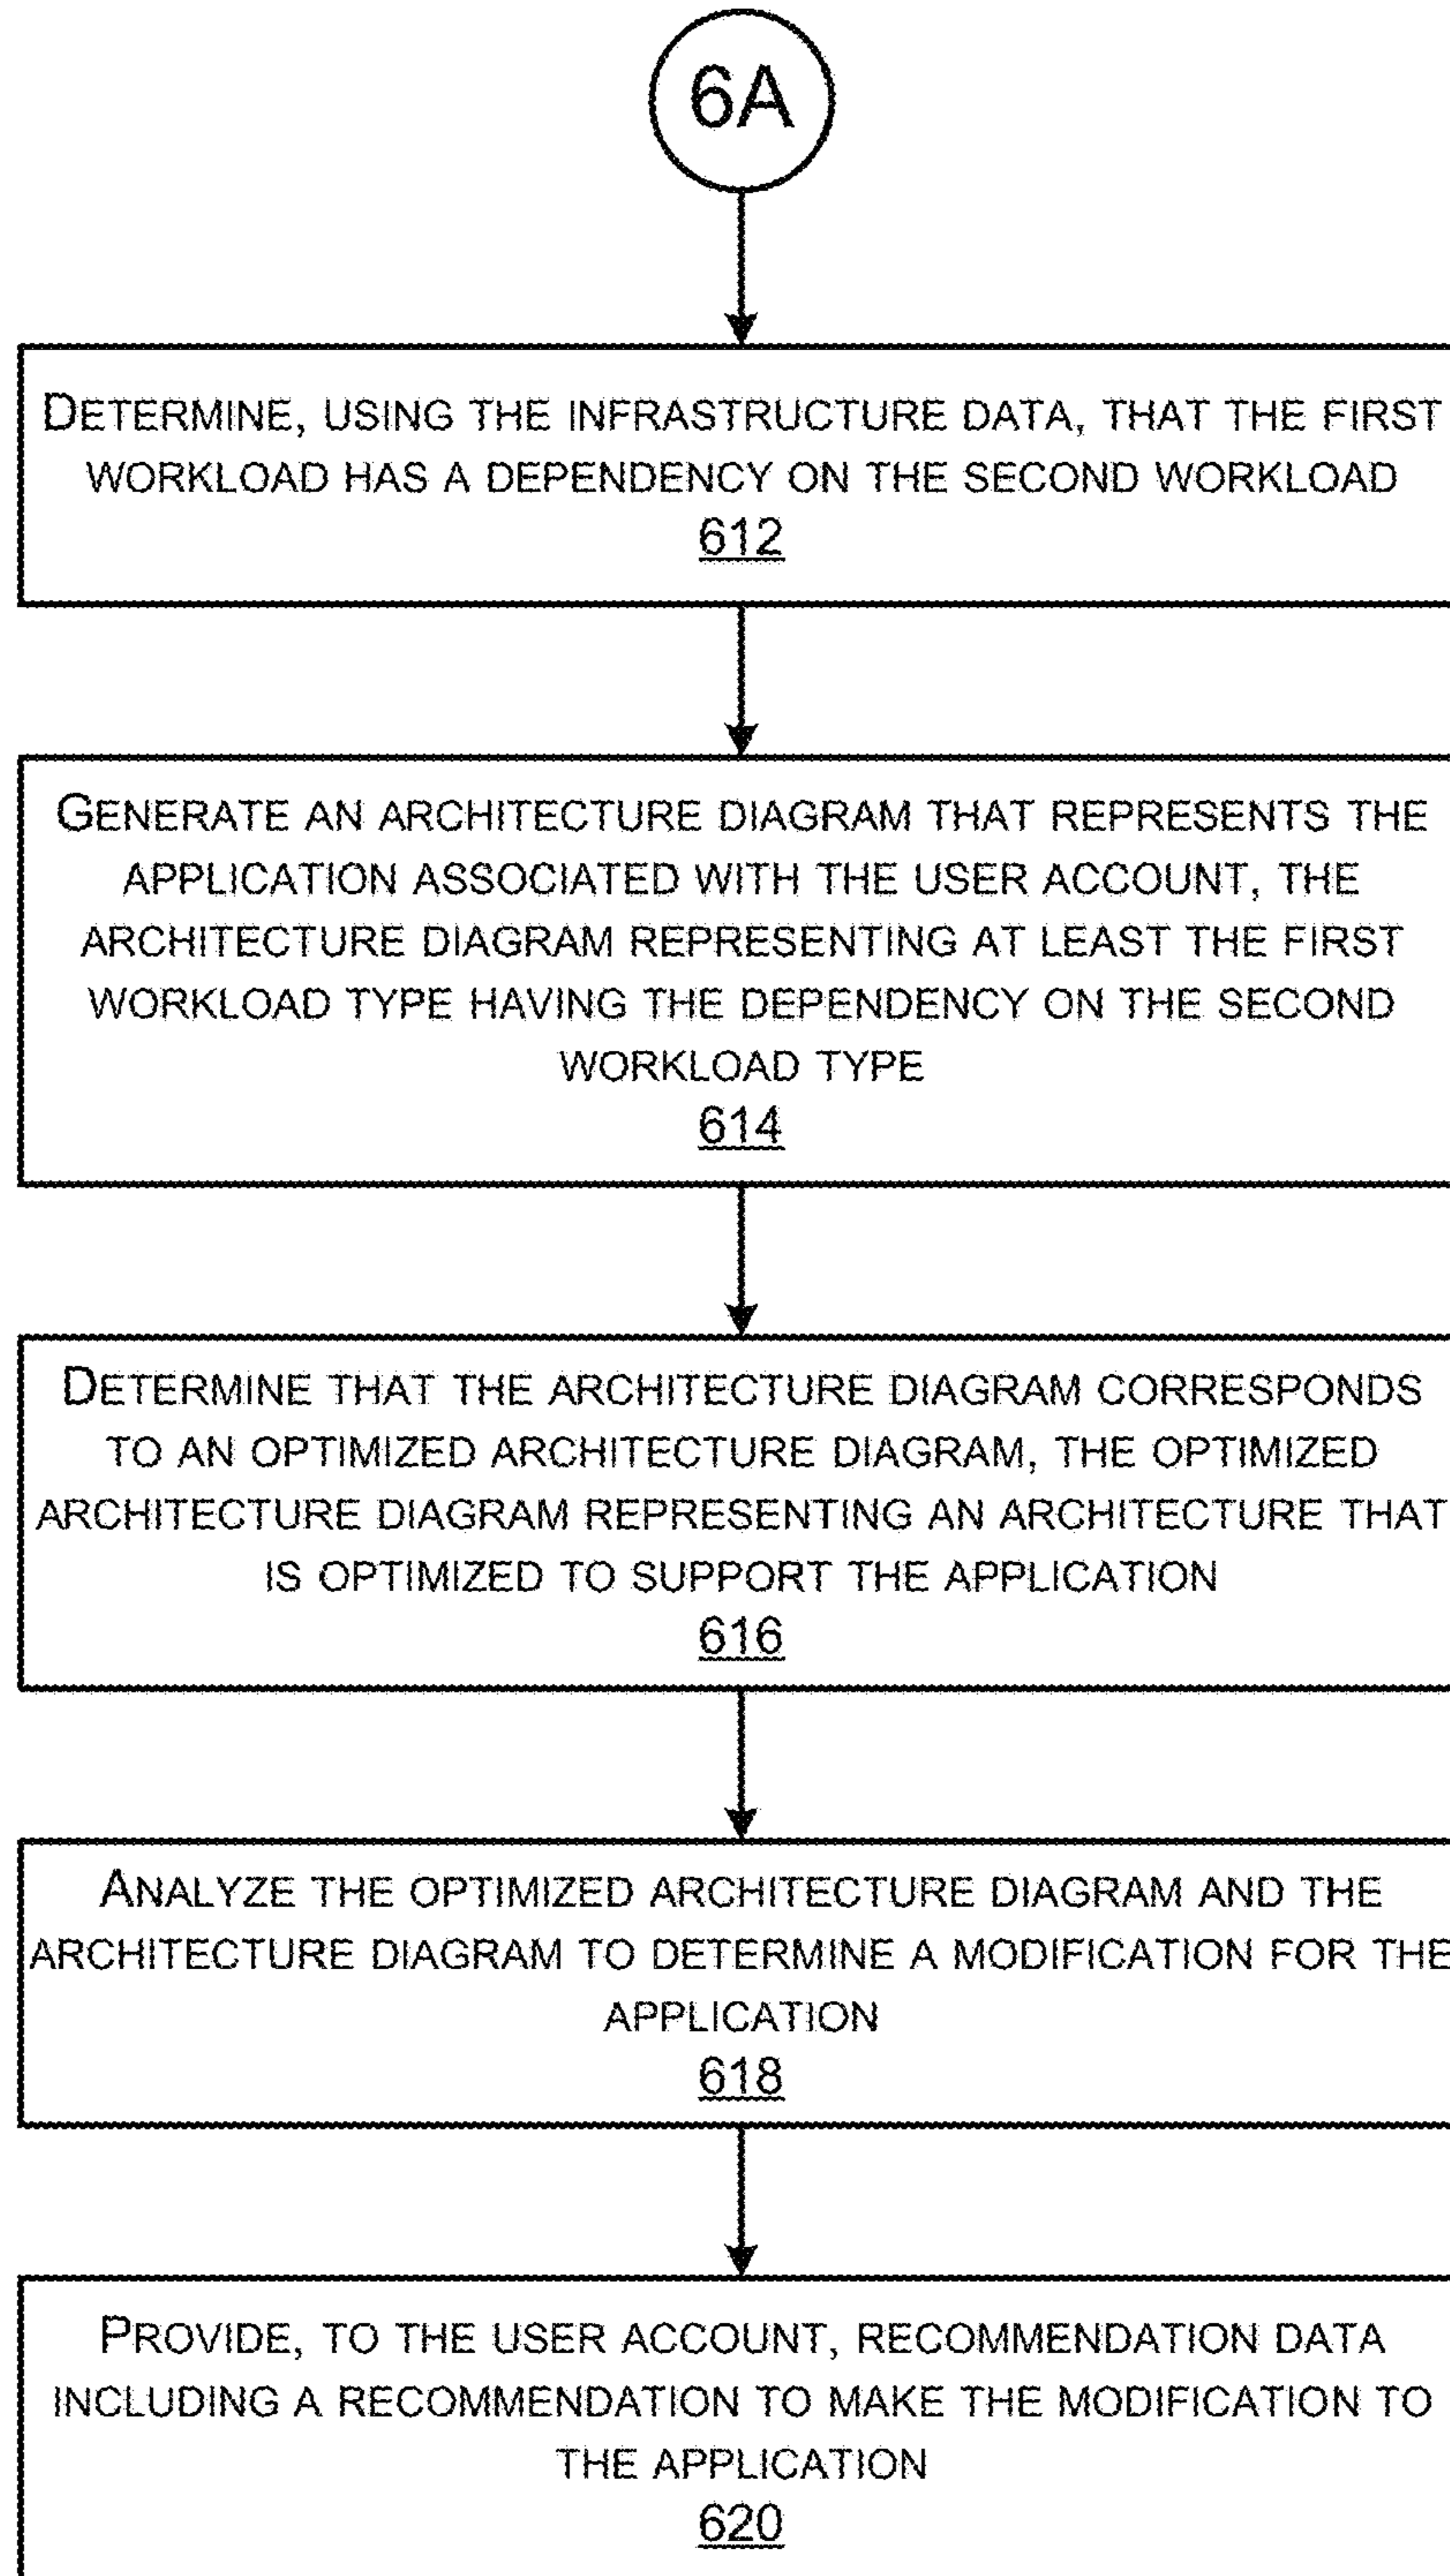 6A
DETERMINE, USING THE INFRASTRUCTURE DATA, THAT THE FIRST
WORKLOAD HAS A DEPENDENCY ON THE SECOND WORKLOAD
612
GENERATE AN ARCHITECTURE DIAGRAM THAT REPRESENTS THE
APPLICATION ASSOCIATED WITH THE USER ACCOUNT, THE
ARCHITECTURE DIAGRAM REPRESENTING AT LEAST THE FIRST
WORKLOAD TYPE HAVING THE DEPENDENCY ON THE SECOND
WORKLOAD TYPE
614
DETERMINE THAT THE ARCHITECTURE DIAGRAM CORRESPONDS
TO AN OPTIMIZED ARCHITECTURE DIAGRAM, THE OPTIMIZED
ARCHITECTURE DIAGRAM REPRESENTING AN ARCHITECTURE THAT
IS OPTIMIZED TO SUPPORT THE APPLICATION
616
ANALYZE THE OPTIMIZED ARCHITECTURE DIAGRAM AND THE
ARCHITECTURE DIAGRAM TO DETERMINE A MODIFICATION FOR THE
APPLICATION
618
PROVIDE, TO THE USER ACCOUNT, RECOMMENDATION DATA
INCLUDING A RECOMMENDATION TO MAKE THE MODIFICATION TO
THE APPLICATION
620